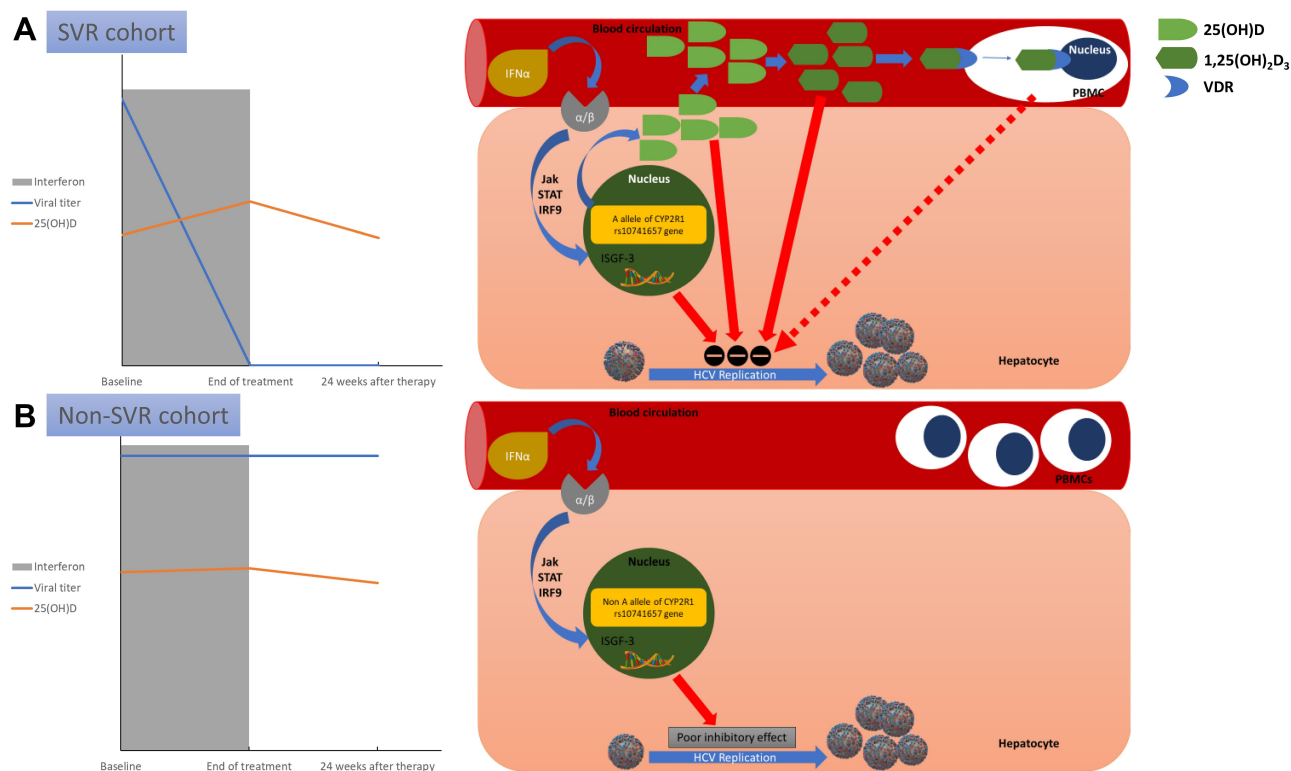 A
SVR cohort
Interferon
Viral titer
25(OH)D
Baseline
End of treatment
24 weeks after therapy
Blood circulation
IFNα
α/β
Jak
STAT
IRF9
Nucleus
A allele of CYP2R1
rs10741657 gene
ISGF-3
Nucleus
PBMC
HCV Replication
Hepatocyte
25(OH)D
1,25(OH)₂D₃
VDR
B
Non-SVR cohort
Interferon
Viral titer
25(OH)D
Baseline
End of treatment
24 weeks after therapy
Blood circulation
IFNα
α/β
Jak
STAT
IRF9
Nucleus
Non A allele of CYP2R1
rs10741657 gene
ISGF-3
PBMCs
Poor inhibitory effect
HCV Replication
Hepatocyte